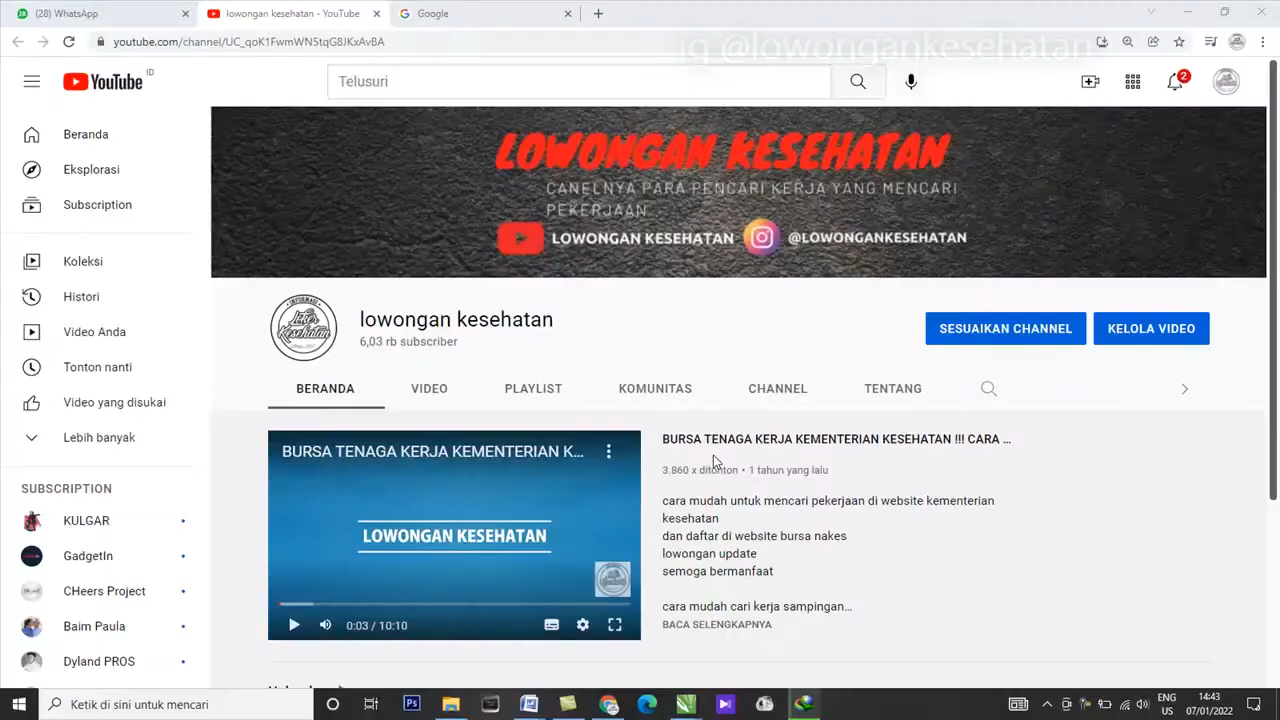 (28) WhatsApp
lowongan kesehatan - YouTube
Google
youtube.com/channel/UC_qoK1FwmWN5tqG8JKxAvBA
ig @lowongankesehatan
YouTube ID
Telusuri
2
Beranda
Eksplorasi
Subscription
Koleksi
Histori
Video Anda
Tonton nanti
Video yang disukai
Lebih banyak
SUBSCRIPTION
KULGAR
GadgetIn
CHeers Project
Baim Paula
Dyland PROS
LOWONGAN KESEHATAN
CANELNYA PARA PENCARI KERJA YANG MENCARI
PEKERJAAN
LOWONGAN KESEHATAN @LOWONGANKESEHATAN
lowongan kesehatan
6,03 rb subscriber
SESUAIKAN CHANNEL
KELOLA VIDEO
BERANDA VIDEO PLAYLIST KOMUNITAS CHANNEL TENTANG
BURSA TENAGA KERJA KEMENTERIAN K...
LOWONGAN KESEHATAN
0:03 / 10:10
BURSA TENAGA KERJA KEMENTERIAN KESEHATAN !!! CARA ...
3.860 x ditonton • 1 tahun yang lalu
cara mudah untuk mencari pekerjaan di website kementerian
kesehatan
dan daftar di website bursa nakes
lowongan update
semoga bermanfaat
cara mudah cari kerja sampingan...
BACA SELENGKAPNYA
Ketik di sini untuk mencari
Ps
ENG
US
14:43
07/01/2022